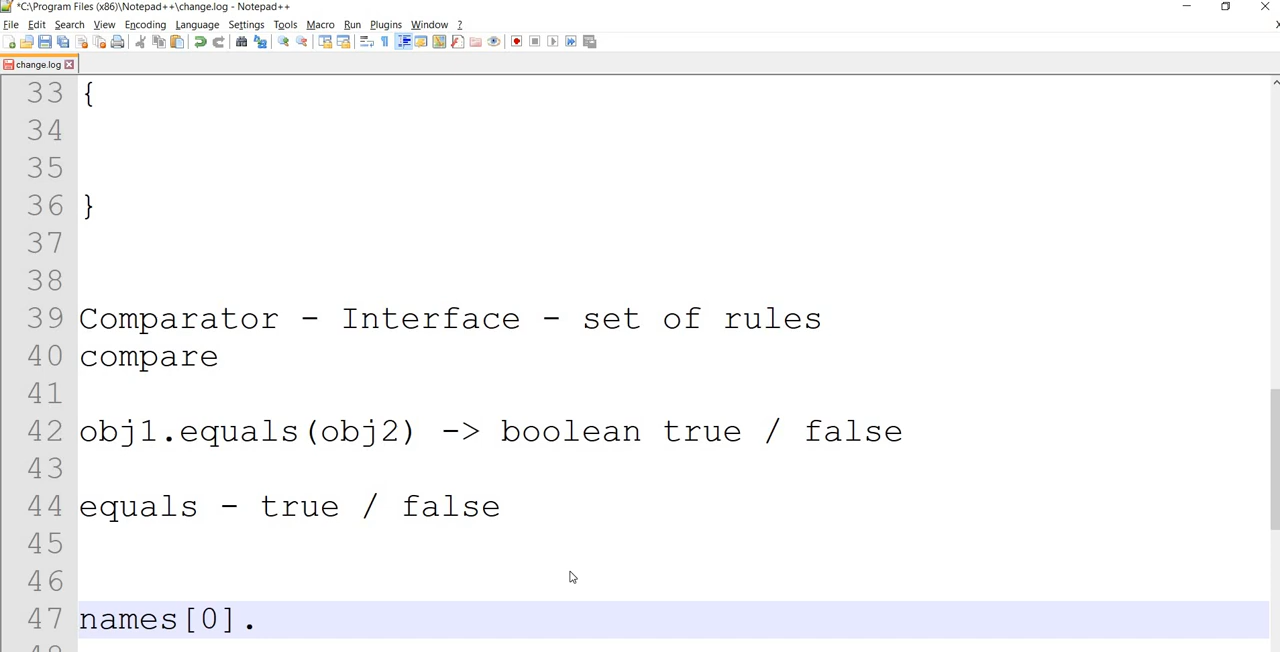 *C:\Program Files (x86)\Notepad++\change.log - Notepad++
File Edit Search View Encoding Language Settings Tools Macro Run Plugins Window ?
change.log
33 {
34
35
36 }
37
38
39 Comparator - Interface - set of rules
40 compare
41
42 obj1.equals(obj2) -> boolean true / false
43
44 equals - true / false
45
46
47 names[0].
48